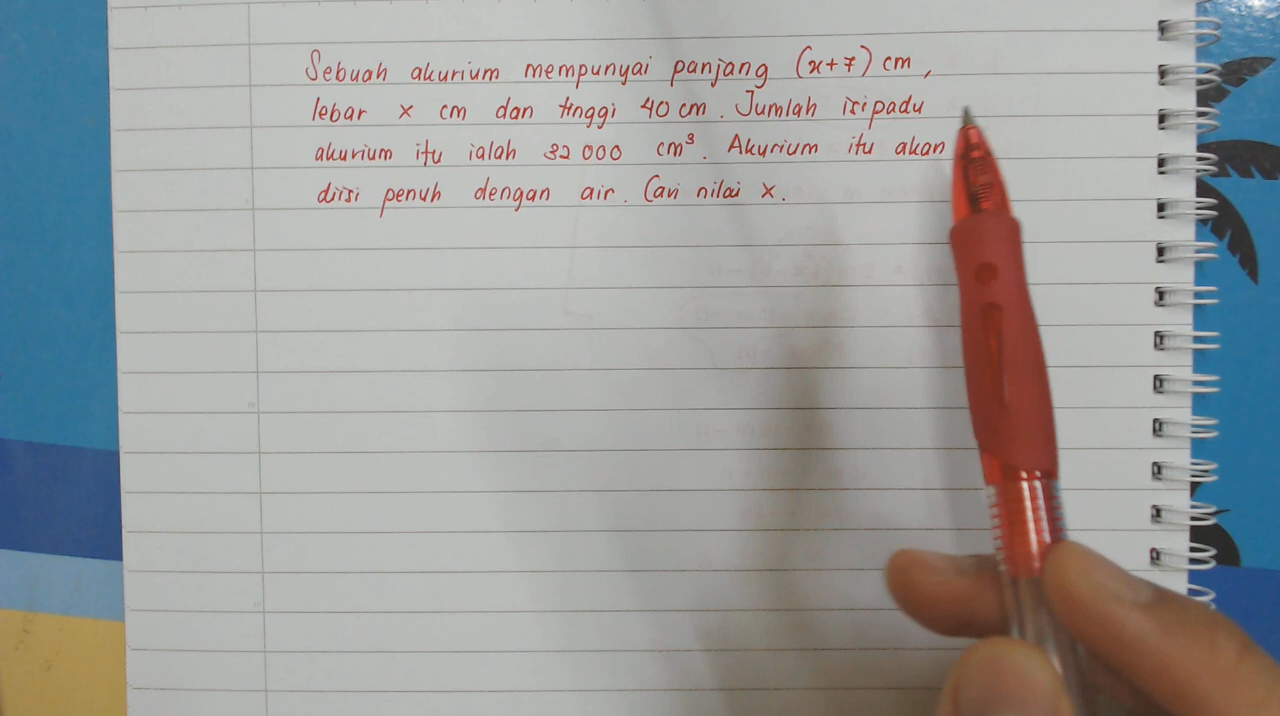 Sebuah akurium mempunyai panjang (x+7) cm,
lebar x cm dan tinggi 40 cm. Jumlah isipadu
akurium itu ialah 32 000 cm³. Akurium itu akan
diisi penuh dengan air. Cari nilai x.